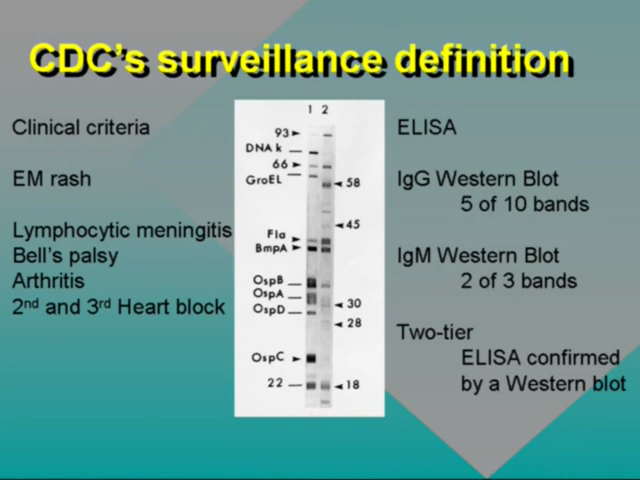 CDC's surveillance definition
Clinical criteria
EM rash
Lymphocytic meningitis
Bell's palsy
Arthritis
2nd and 3rd Heart block
1 2
93
DNA k
66
GroEL
58
45
Fla
BmpA
OspB
OspA
OspD
30
28
OspC
22
18
ELISA
IgG Western Blot
5 of 10 bands
IgM Western Blot
2 of 3 bands
Two-tier
ELISA confirmed
by a Western blot